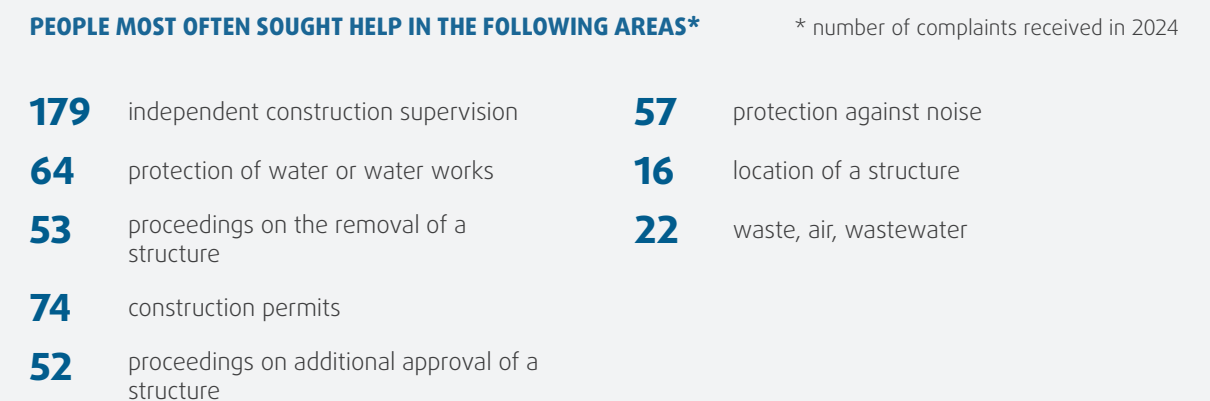 PEOPLE MOST OFTEN SOUGHT HELP IN THE FOLLOWING AREAS*
* number of complaints received in 2024
179 independent construction supervision
64 protection of water or water works
53 proceedings on the removal of a
structure
74 construction permits
52 proceedings on additional approval of a
structure
57 protection against noise
16 location of a structure
22 waste, air, wastewater